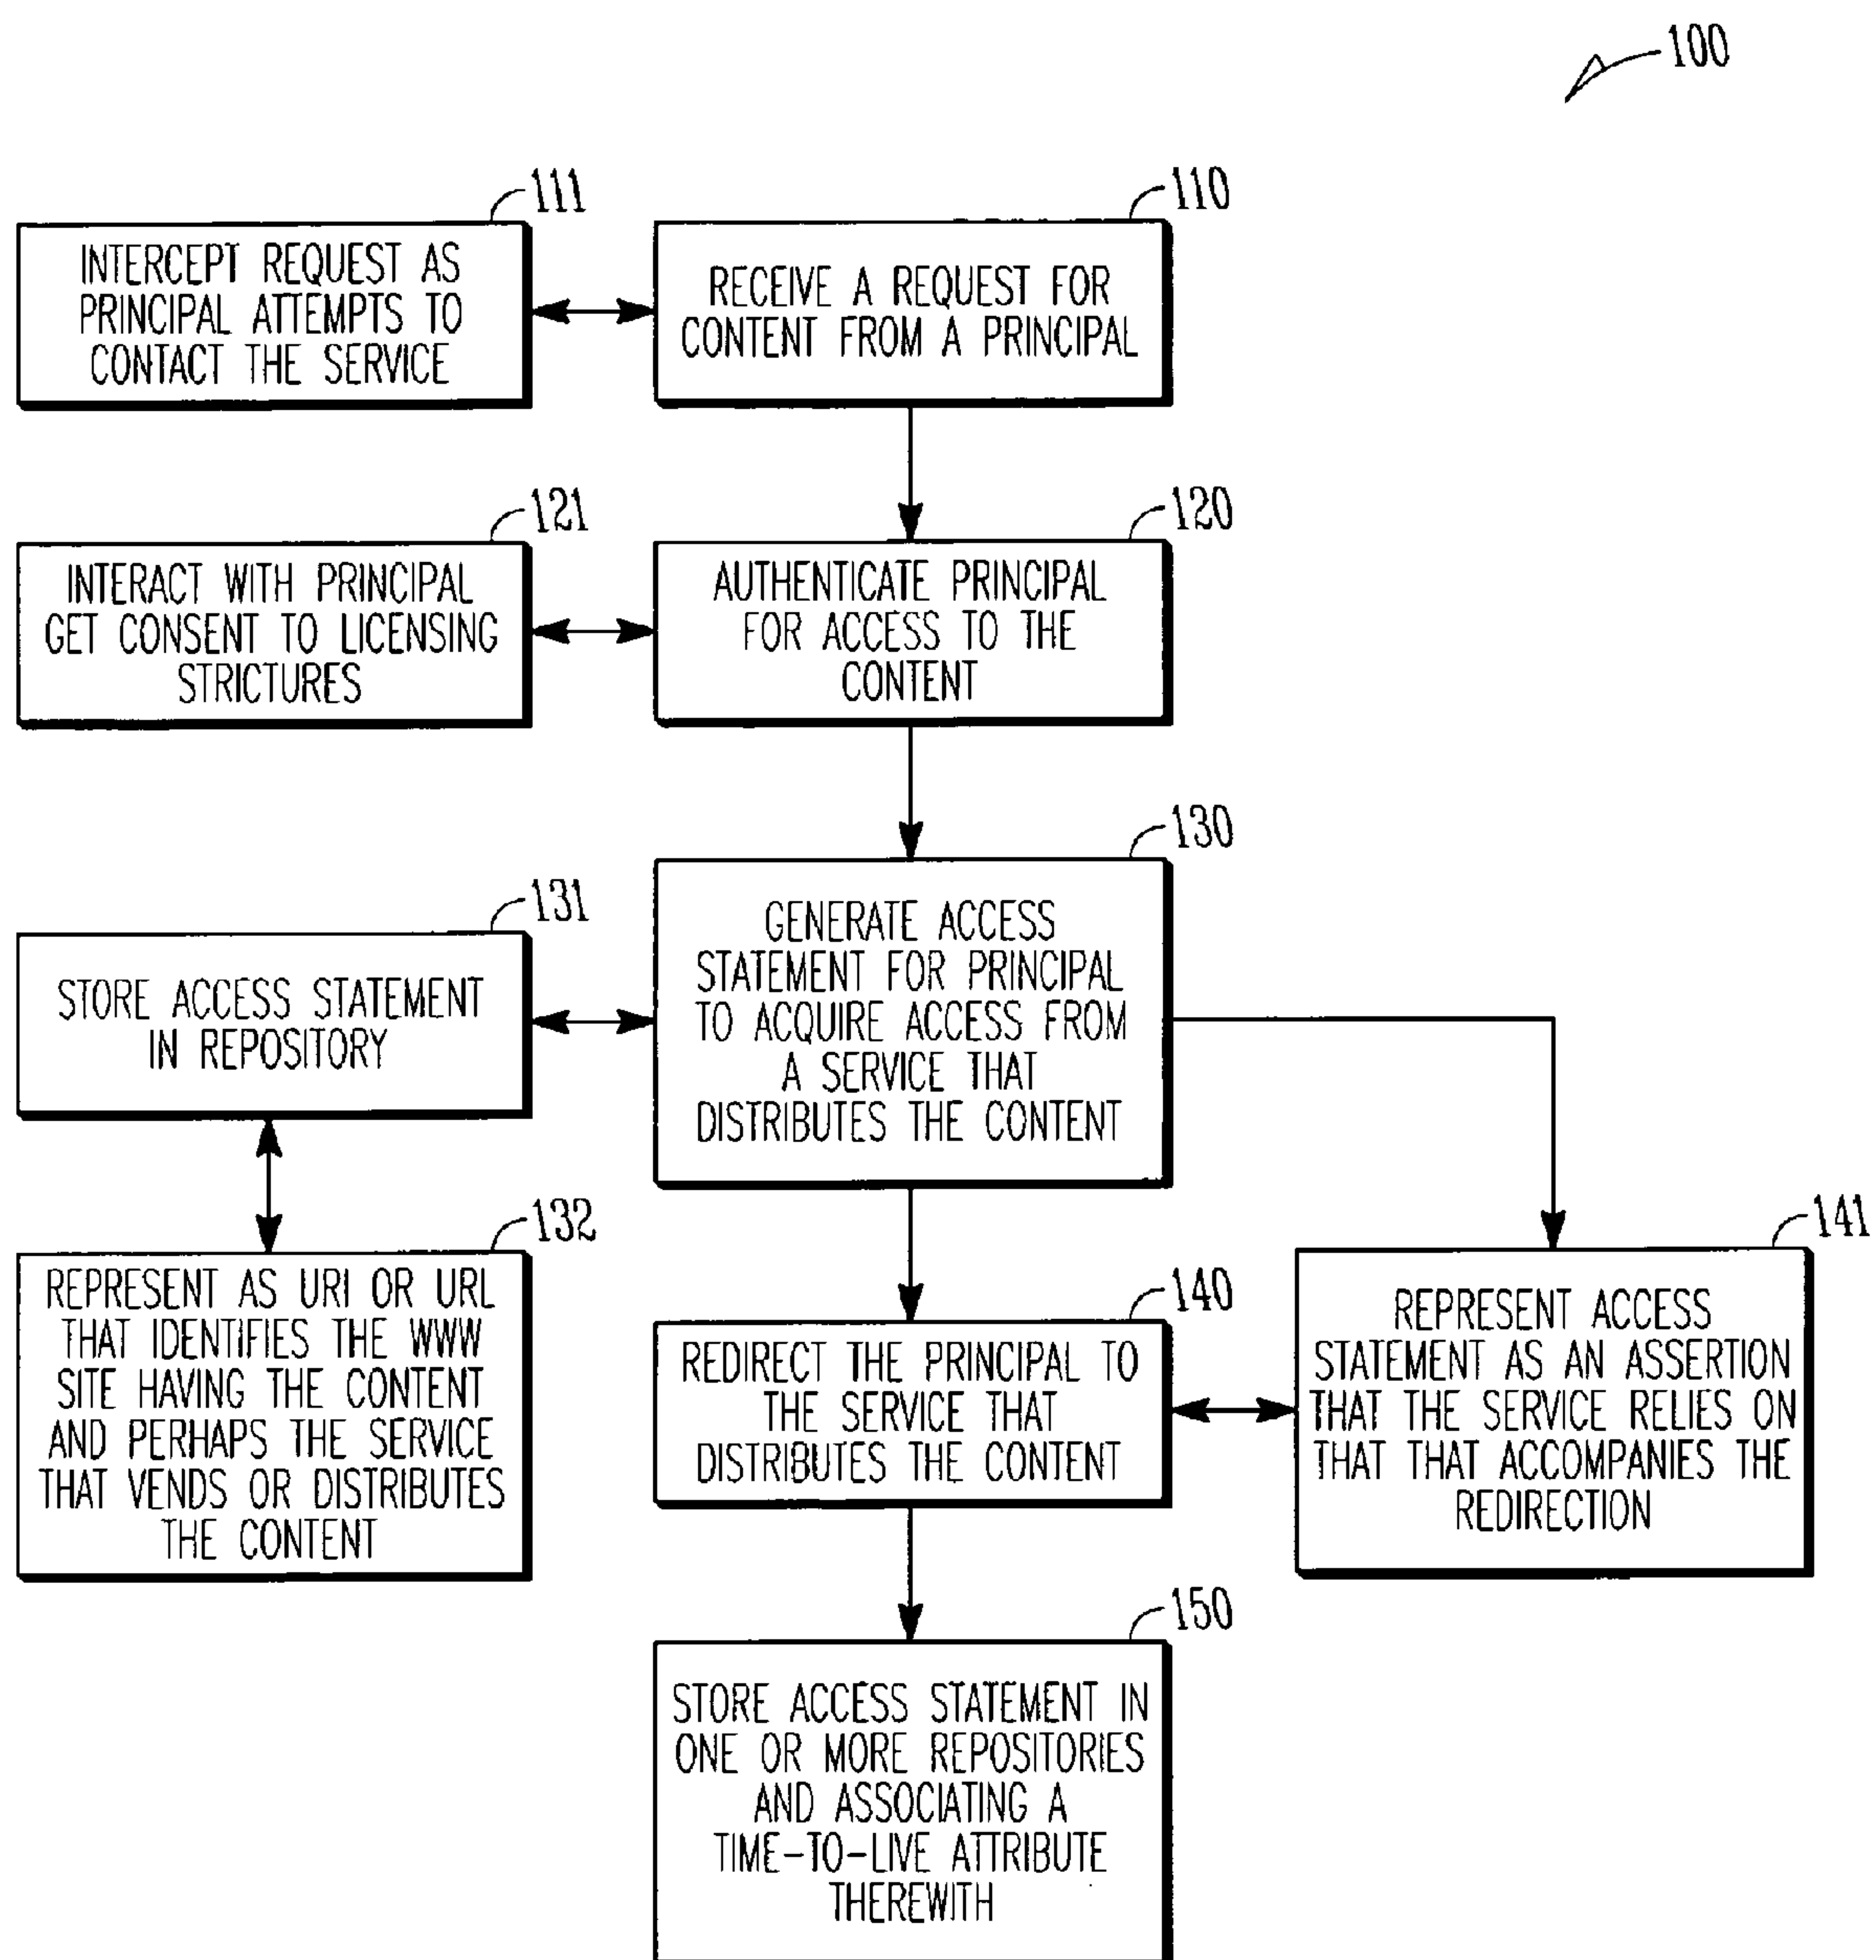 100
111
INTERCEPT REQUEST AS
PRINCIPAL ATTEMPTS TO
CONTACT THE SERVICE
110
RECEIVE A REQUEST FOR
CONTENT FROM A PRINCIPAL
121
INTERACT WITH PRINCIPAL
GET CONSENT TO LICENSING
STRICTURES
120
AUTHENTICATE PRINCIPAL
FOR ACCESS TO THE
CONTENT
130
GENERATE ACCESS
STATEMENT FOR PRINCIPAL
TO ACQUIRE ACCESS FROM
A SERVICE THAT
DISTRIBUTES THE CONTENT
131
STORE ACCESS STATEMENT
IN REPOSITORY
132
REPRESENT AS URI OR URL
THAT IDENTIFIES THE WWW
SITE HAVING THE CONTENT
AND PERHAPS THE SERVICE
THAT VENDS OR DISTRIBUTES
THE CONTENT
140
REDIRECT THE PRINCIPAL TO
THE SERVICE THAT
DISTRIBUTES THE CONTENT
141
REPRESENT ACCESS
STATEMENT AS AN ASSERTION
THAT THE SERVICE RELIES ON
THAT THAT ACCOMPANIES THE
REDIRECTION
150
STORE ACCESS STATEMENT IN
ONE OR MORE REPOSITORIES
AND ASSOCIATING A
TIME-TO-LIVE ATTRIBUTE
THEREWITH